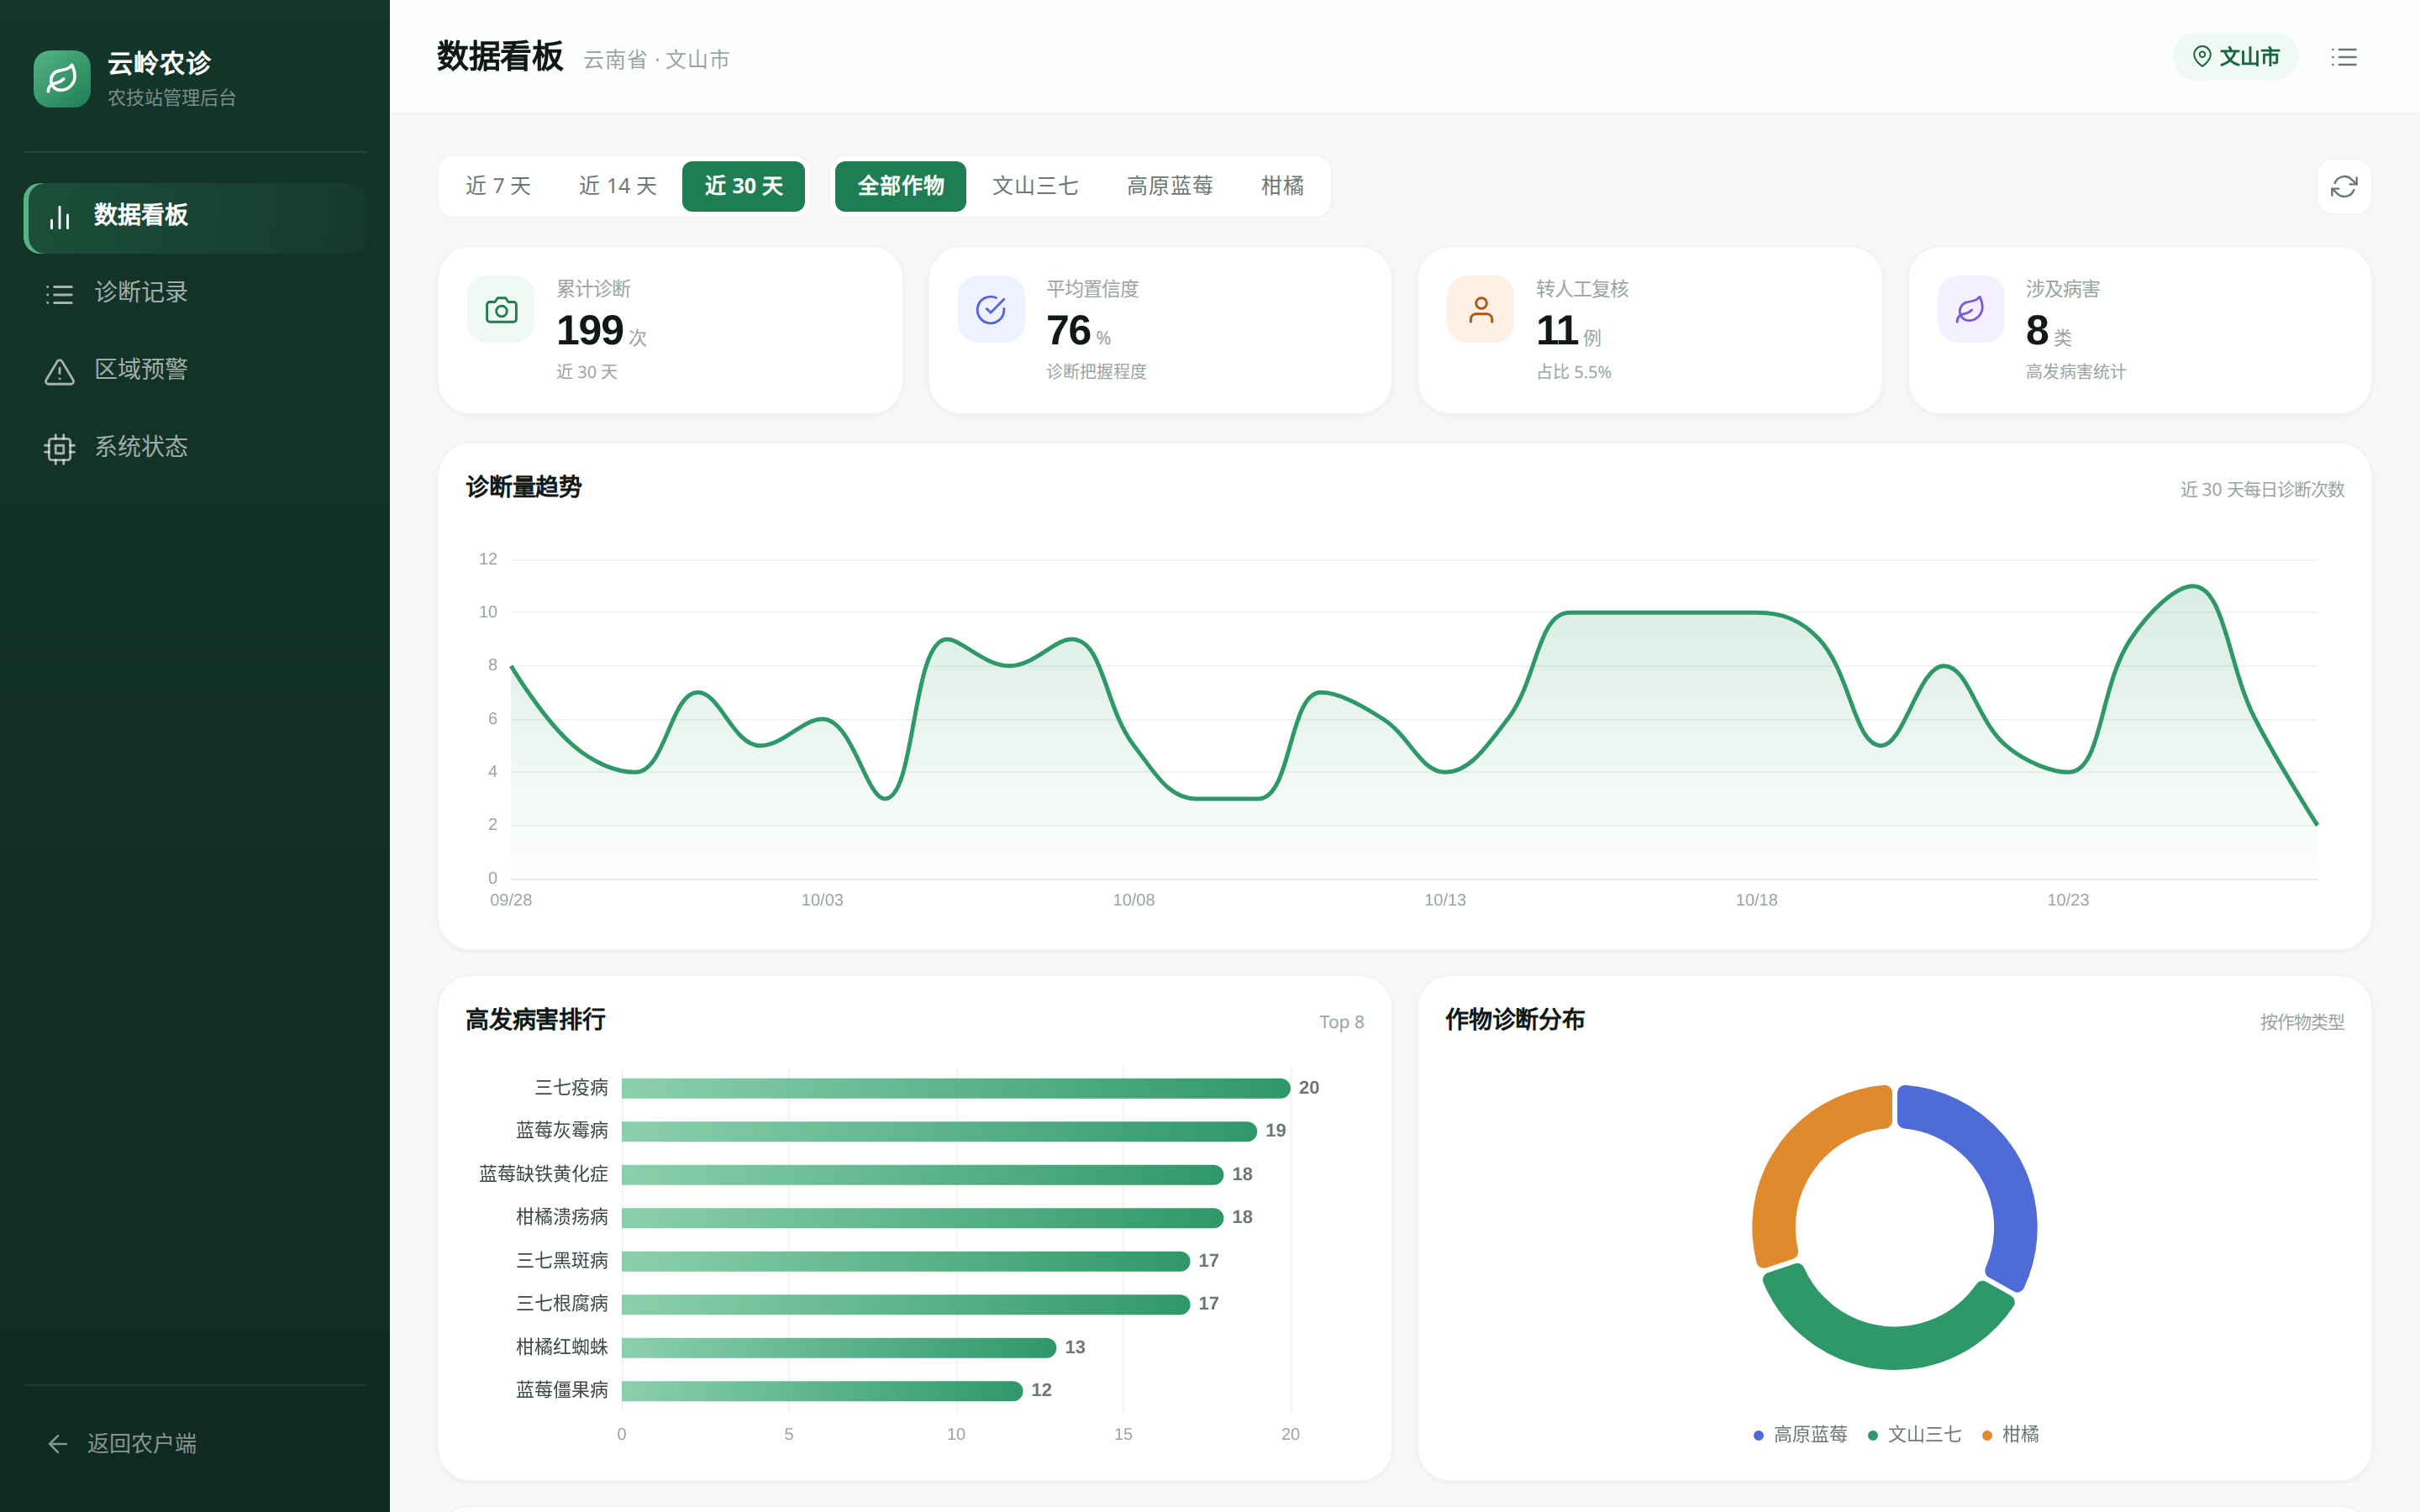 云岭农诊
农技站管理后台
数据看板
诊断记录
区域预警
系统状态
返回农户端
数据看板 云南省 · 文山市
文山市
近 7 天 近 14 天 近 30 天 全部作物 文山三七 高原蓝莓 柑橘
累计诊断
199 次
近 30 天
平均置信度
76 %
诊断把握程度
转人工复核
11 例
占比 5.5%
涉及病害
8 类
高发病害统计
诊断量趋势
近 30 天每日诊断次数
12
10
8
6
4
2
0
09/28 10/03 10/08 10/13 10/18 10/23
高发病害排行
Top 8
三七疫病 20
蓝莓灰霉病 19
蓝莓缺铁黄化症 18
柑橘溃疡病 18
三七黑斑病 17
三七根腐病 17
柑橘红蜘蛛 13
蓝莓僵果病 12
0 5 10 15 20
作物诊断分布
按作物类型
高原蓝莓 文山三七 柑橘